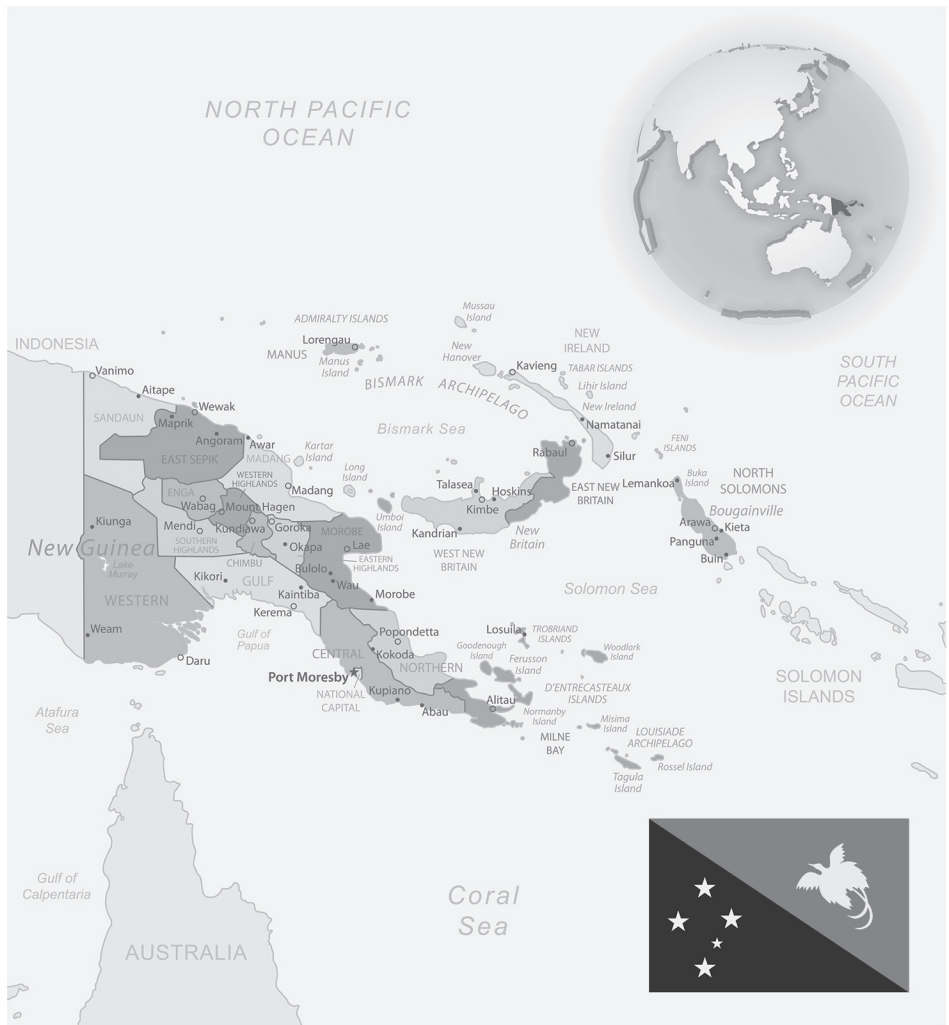 NORTH PACIFIC
OCEAN
Mussau
Island
ADMIRALTY ISLANDS
NEW
IRELAND
INDONESIA
Lorengau
MANUS
Manus
Island
New
Hanover
Kavieng
TABAR ISLANDS
SOUTH
PACIFIC
OCEAN
Vanimo
BISMARK ARCHIPELAGO
Lihir Island
Aitape
New Ireland
Wewak
SANDAUN
Maprik
Bismark Sea
Namatanai
Angoram
Awar
Kartar
Island
FENI
ISLANDS
EAST SEPIK
MADANG
Rabaul
Silur
WESTERN
HIGHLANDS
Long
Island
Buka
Island
NORTH
SOLOMONS
ENGA
Madang
Talasea
Hoskins
EAST NEW
BRITAIN
Lemankoa
Wabag
Mount Hagen
Umboi
Island
Kimbe
Bougainville
Kiunga
Mendi
Kundiawa
Goroka
MOROBE
Kandrian
New
Britain
Arawa
Kieta
New Guinea
SOUTHERN
HIGHLANDS
Okapa
Lae
WEST NEW
BRITAIN
Panguna
Lake
Murray
CHIMBU
EASTERN
HIGHLANDS
Buin
Kikori
GULF
Bulolo
Wau
Solomon Sea
WESTERN
Kaintiba
Morobe
Kerema
Weam
Gulf of
Papua
Popondetta
Losuila
TROBRIAND
ISLANDS
Daru
CENTRAL
Kokoda
Goodenough
Island
Woodlark
Island
NORTHERN
Ferusson
Island
Port Moresby
SOLOMON
ISLANDS
NATIONAL
CAPITAL
Kupiano
Alitau
D'ENTRECASTEAUX
ISLANDS
Atafura
Sea
Abau
Normanby
Island
Misima
Island
MILNE
BAY
LOUISIADE
ARCHIPELAGO
Rossel Island
Tagula
Island
Gulf of
Calpentaria
Coral
Sea
AUSTRALIA